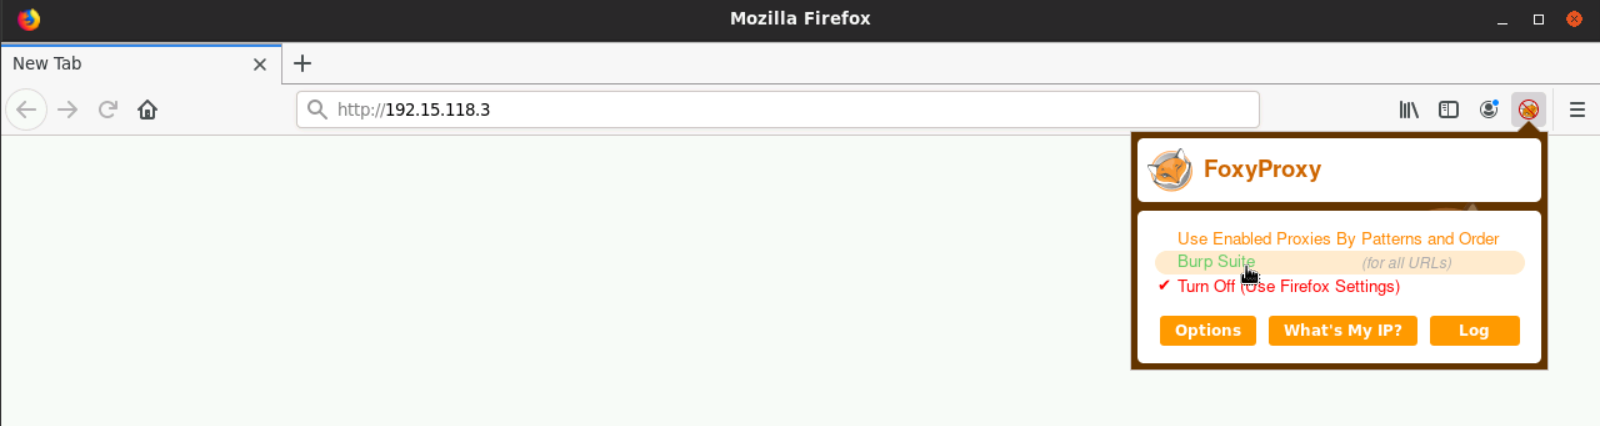 Mozilla Firefox
New Tab
http://192.15.118.3
FoxyProxy
Use Enabled Proxies By Patterns and Order
Burp Suite (for all URLs)
✔ Turn Off (Use Firefox Settings)
Options What's My IP? Log